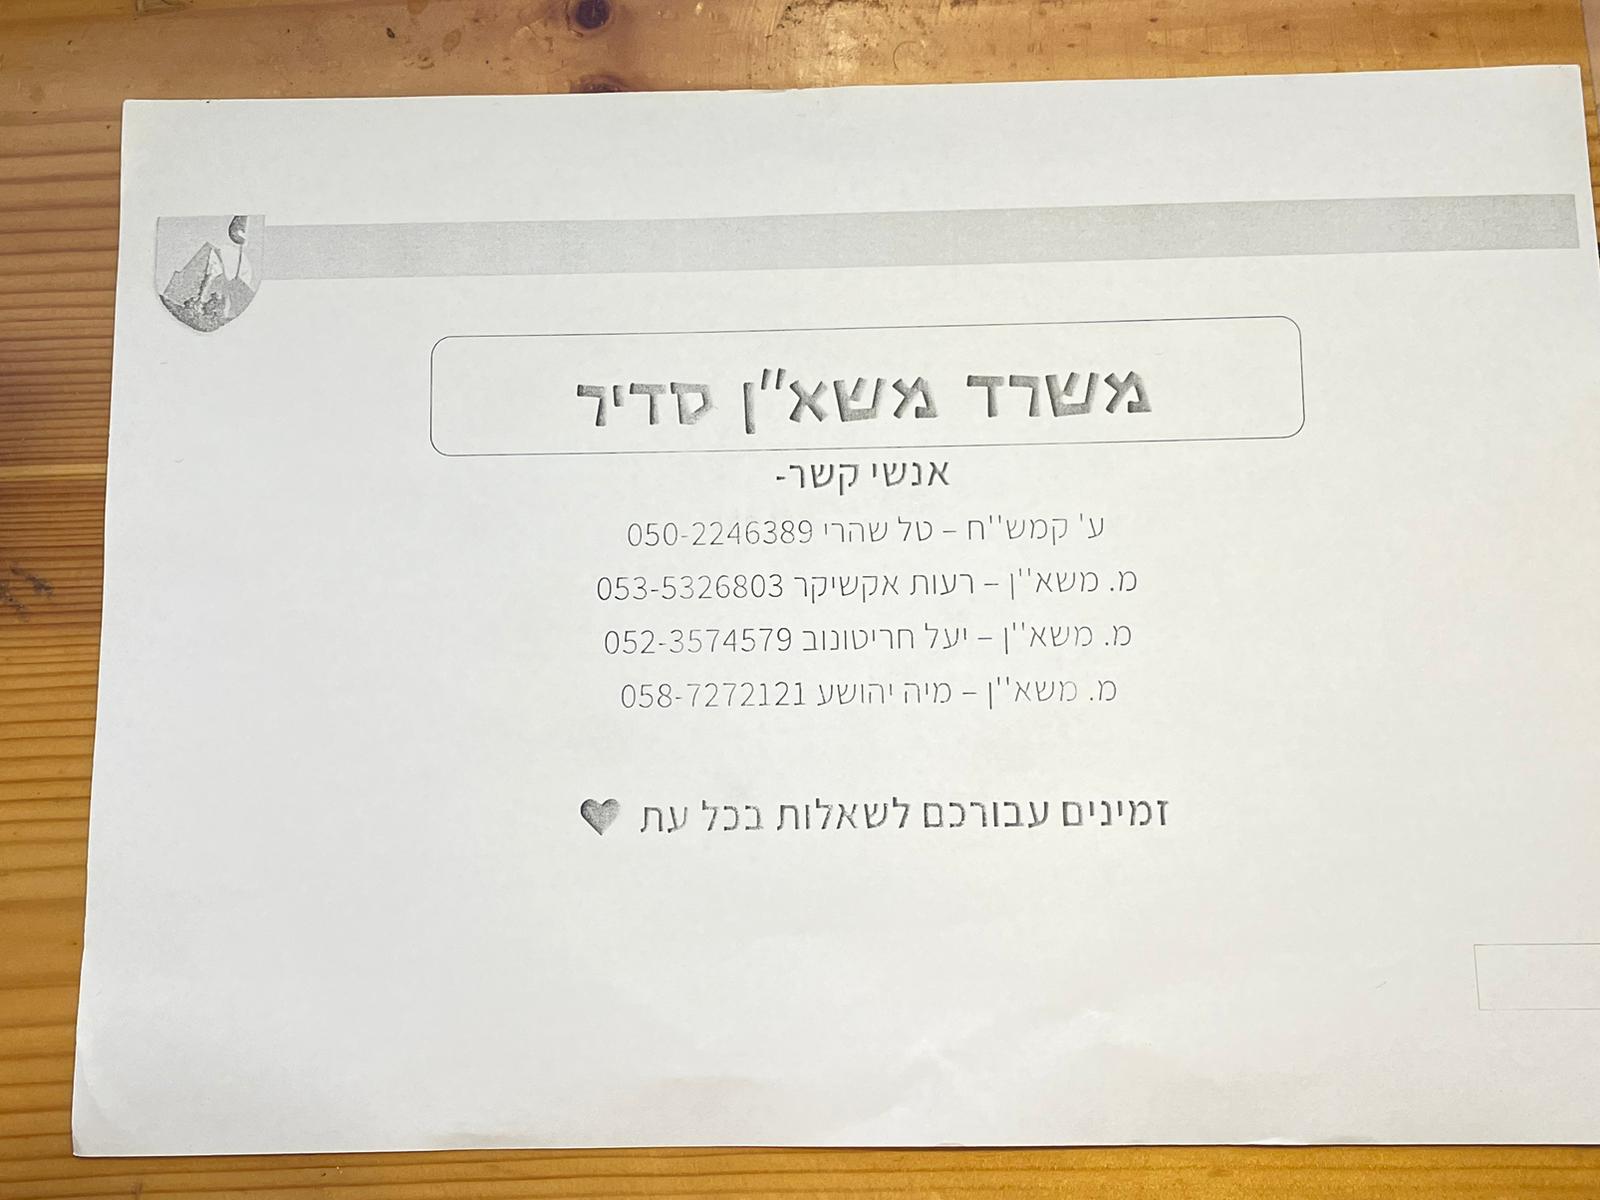 משרד משא"ן סדיר
אנשי קשר-
ע' קמש''ח – טל שהרי 050-2246389
מ. משא''ן – רעות אקשיקר 053-5326803
מ. משא''ן – יעל חריטונוב 052-3574579
מ. משא''ן – מיה יהושע 058-7272121
זמינים עבורכם לשאלות בכל עת ♥